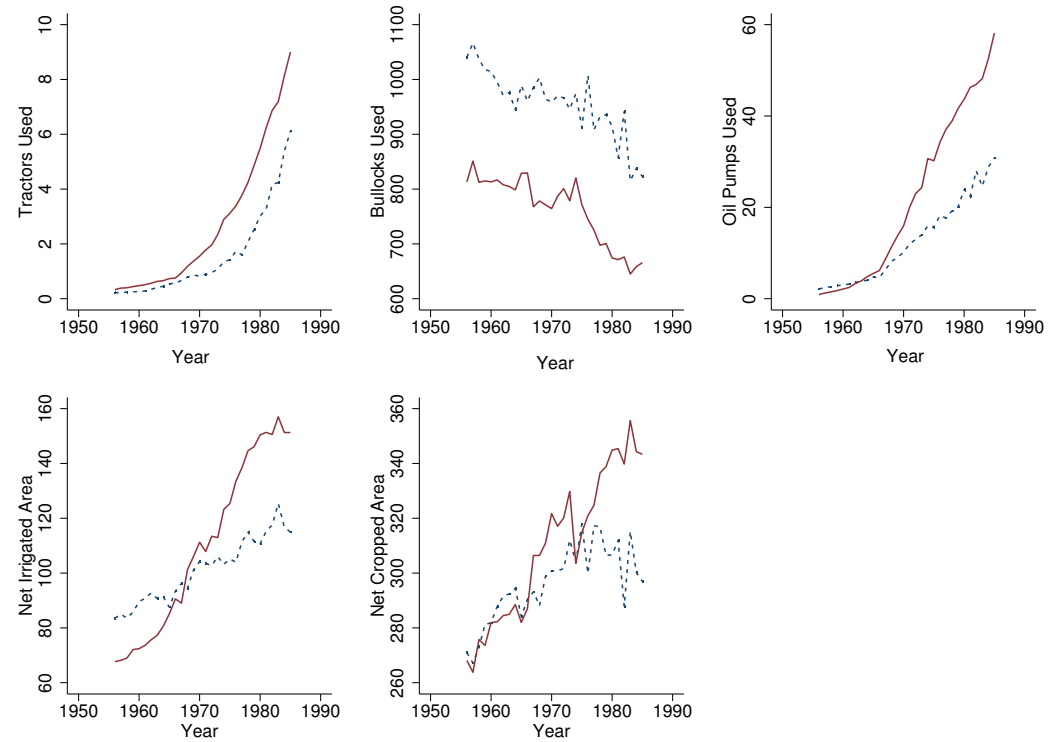 Tractors Used
10
8
6
4
2
0
1950 1960 1970 1980 1990
Year
Bullocks Used
1100
1000
900
800
700
600
1950 1960 1970 1980 1990
Year
Oil Pumps Used
60
40
20
0
1950 1960 1970 1980 1990
Year
Net Irrigated Area
160
140
120
100
80
60
1950 1960 1970 1980 1990
Year
Net Cropped Area
360
340
320
300
280
260
1950 1960 1970 1980 1990
Year